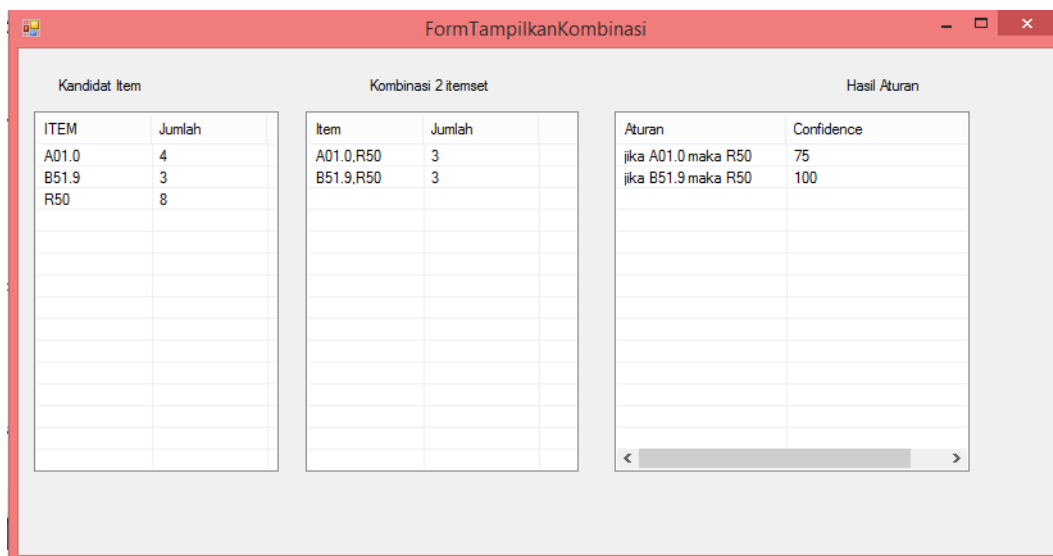 FormTampilkanKombinasi
Kandidat Item
ITEM Jumlah
A01.0 4
B51.9 3
R50 8
Kombinasi 2 itemset
Item Jumlah
A01.0,R50 3
B51.9,R50 3
Hasil Aturan
Aturan Confidence
jika A01.0 maka R50 75
jika B51.9 maka R50 100